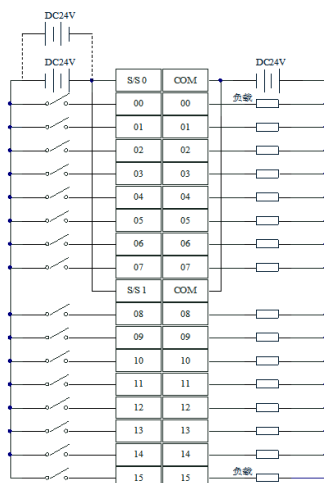 DC24V
DC24V DC24V
S/S 0 COM
00 00 负载
01 01
02 02
03 03
04 04
05 05
06 06
07 07
S/S 1 COM
08 08
09 09
10 10
11 11
12 12
13 13
14 14
15 15 负载